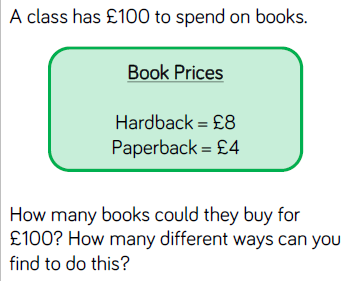 A class has £100 to spend on books.
Book Prices
Hardback = £8
Paperback = £4
How many books could they buy for
£100? How many different ways can you
find to do this?